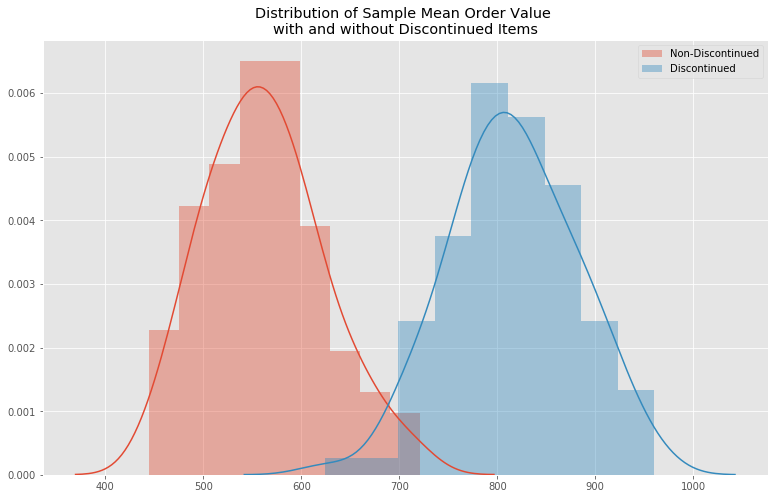 Distribution of Sample Mean Order Value
with and without Discontinued Items
Non-Discontinued
Discontinued
0.006
0.005
0.004
0.003
0.002
0.001
0.000
400 500 600 700 800 900 1000